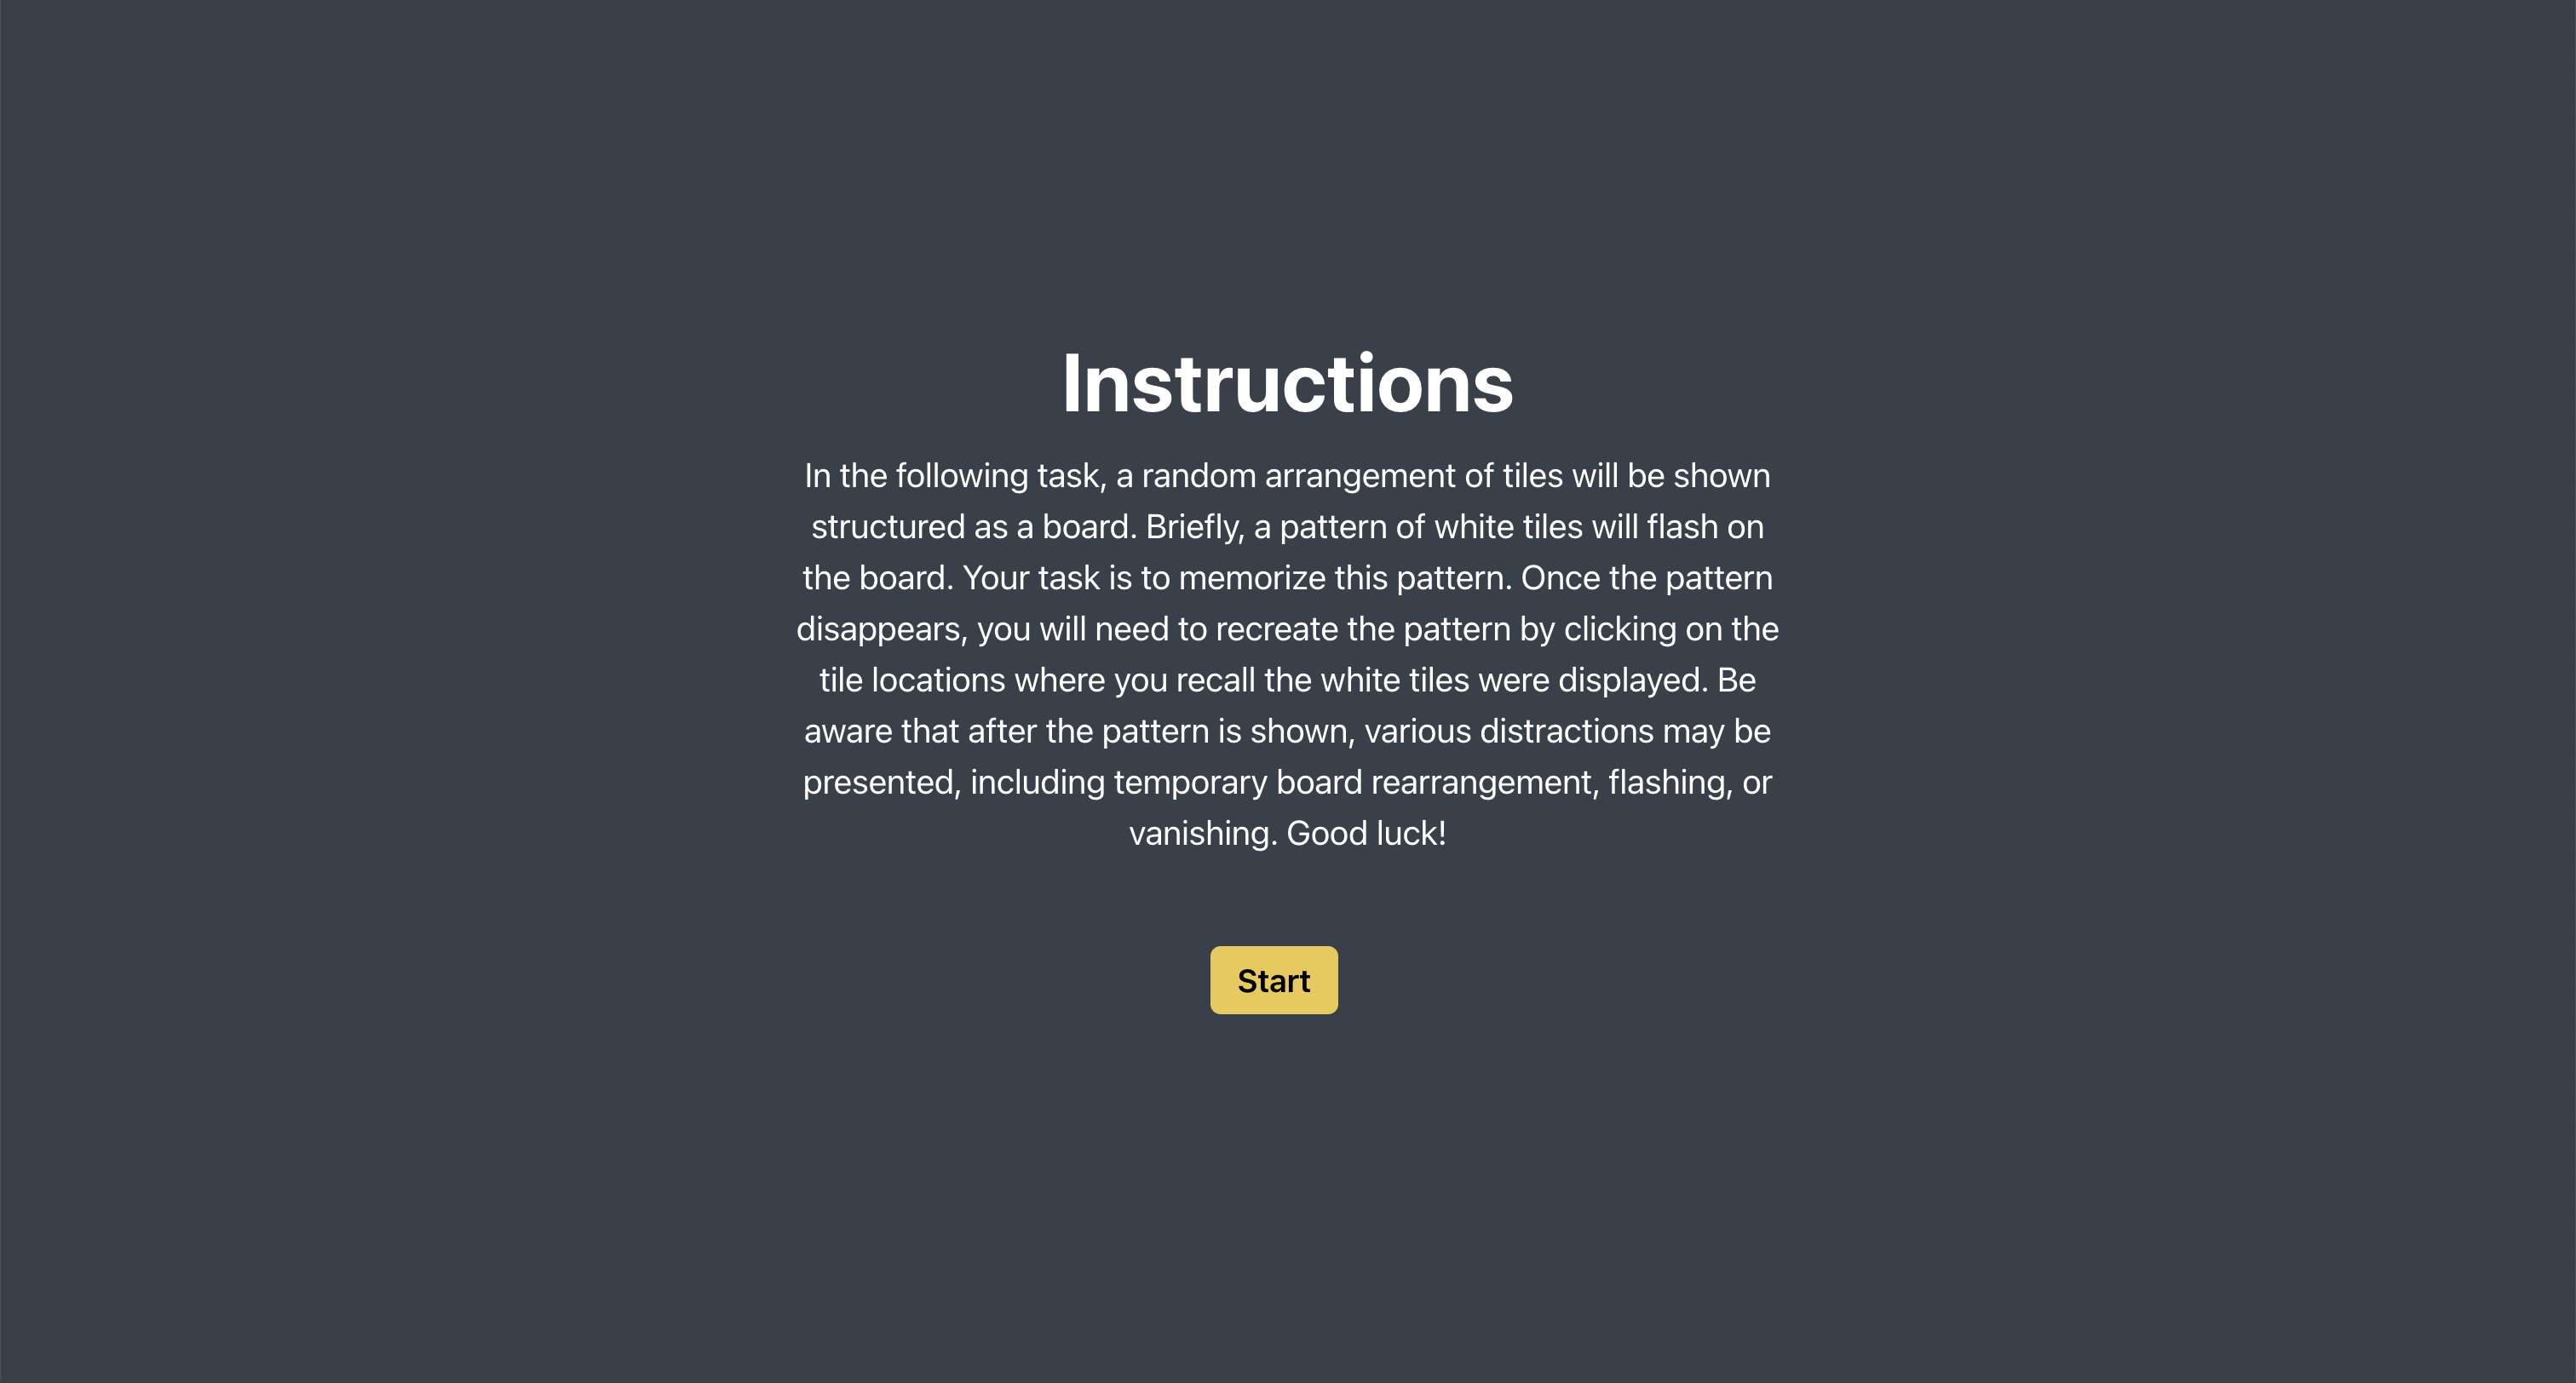 Instructions
In the following task, a random arrangement of tiles will be shown
structured as a board. Briefly, a pattern of white tiles will flash on
the board. Your task is to memorize this pattern. Once the pattern
disappears, you will need to recreate the pattern by clicking on the
tile locations where you recall the white tiles were displayed. Be
aware that after the pattern is shown, various distractions may be
presented, including temporary board rearrangement, flashing, or
vanishing. Good luck!
Start